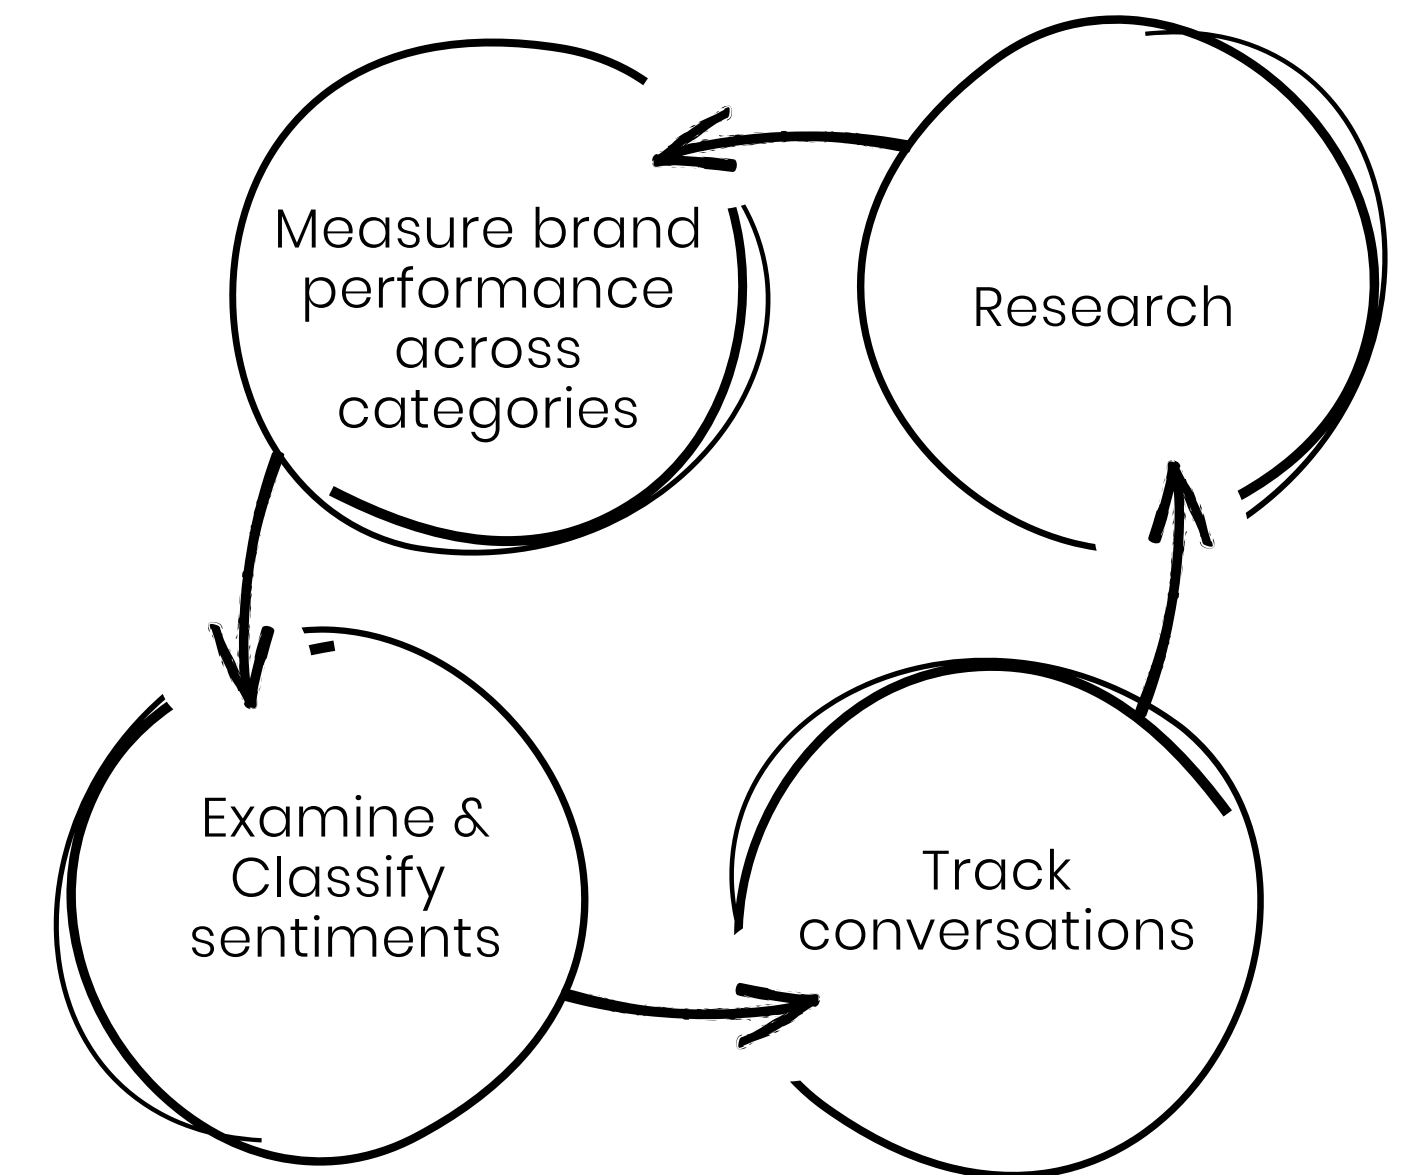 Measure brand
performance
across
categories
Research
Examine &
Classify
sentiments
Track
conversations